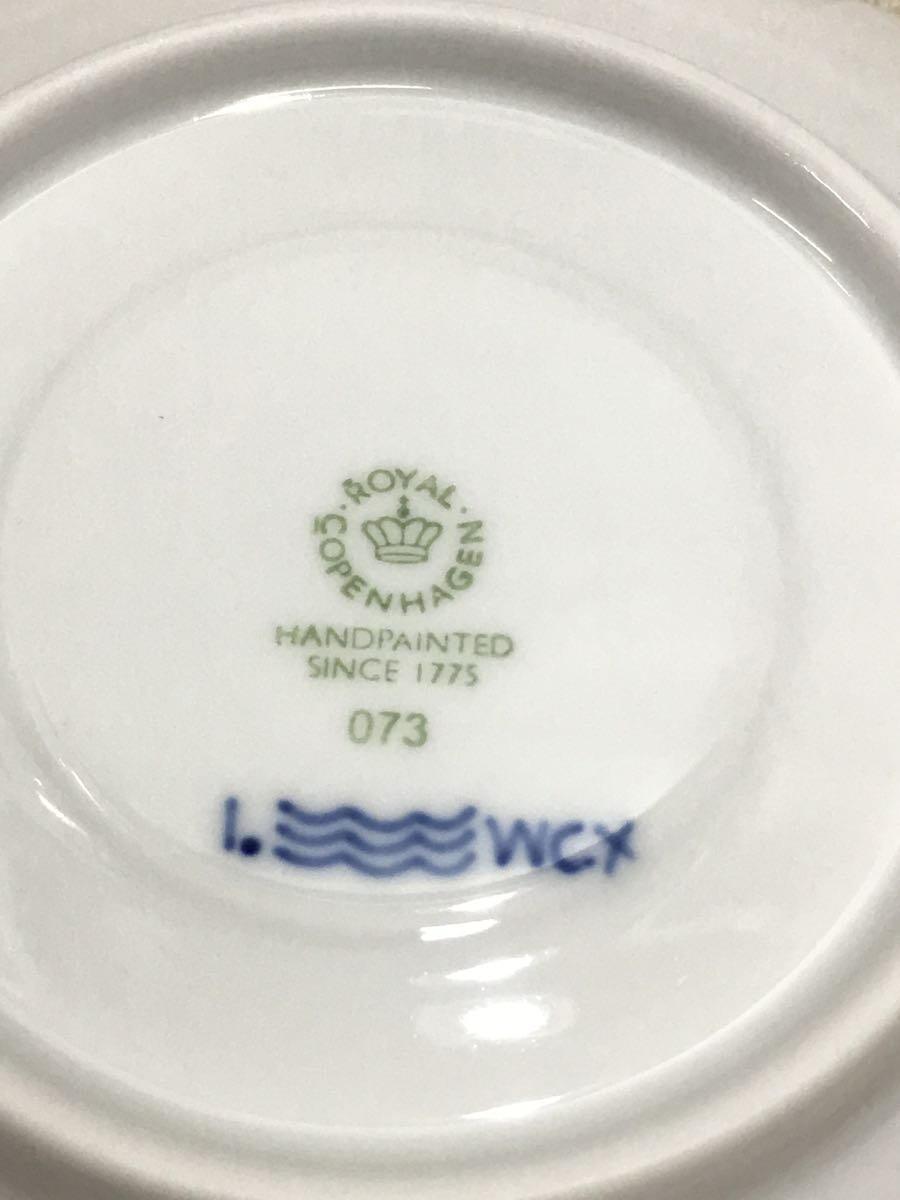 ROYAL
COPENHAGEN
HANDPAINTED
SINCE 1775
073
1. WCX